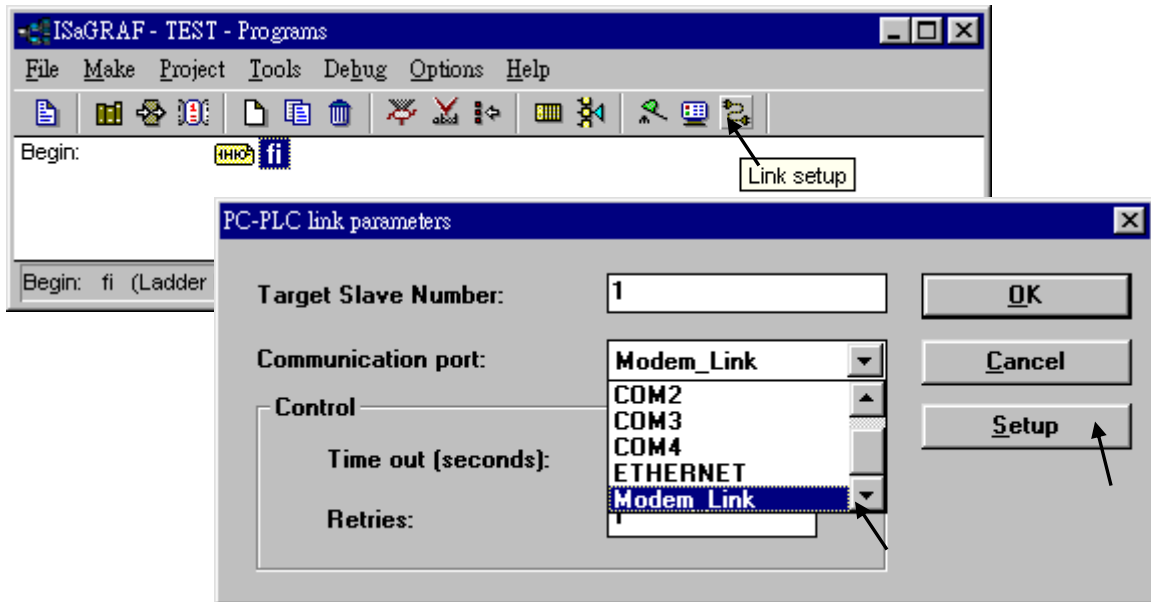 ISaGRAF - TEST - Programs
File Make Project Tools Debug Options Help
Begin: fi
Link setup
PC-PLC link parameters
Begin: fi (Ladder
Target Slave Number: 1 OK
Communication port: Modem_Link Cancel
COM2
Control COM3 Setup
COM4
Time out (seconds): ETHERNET
Modem_Link
Retries: